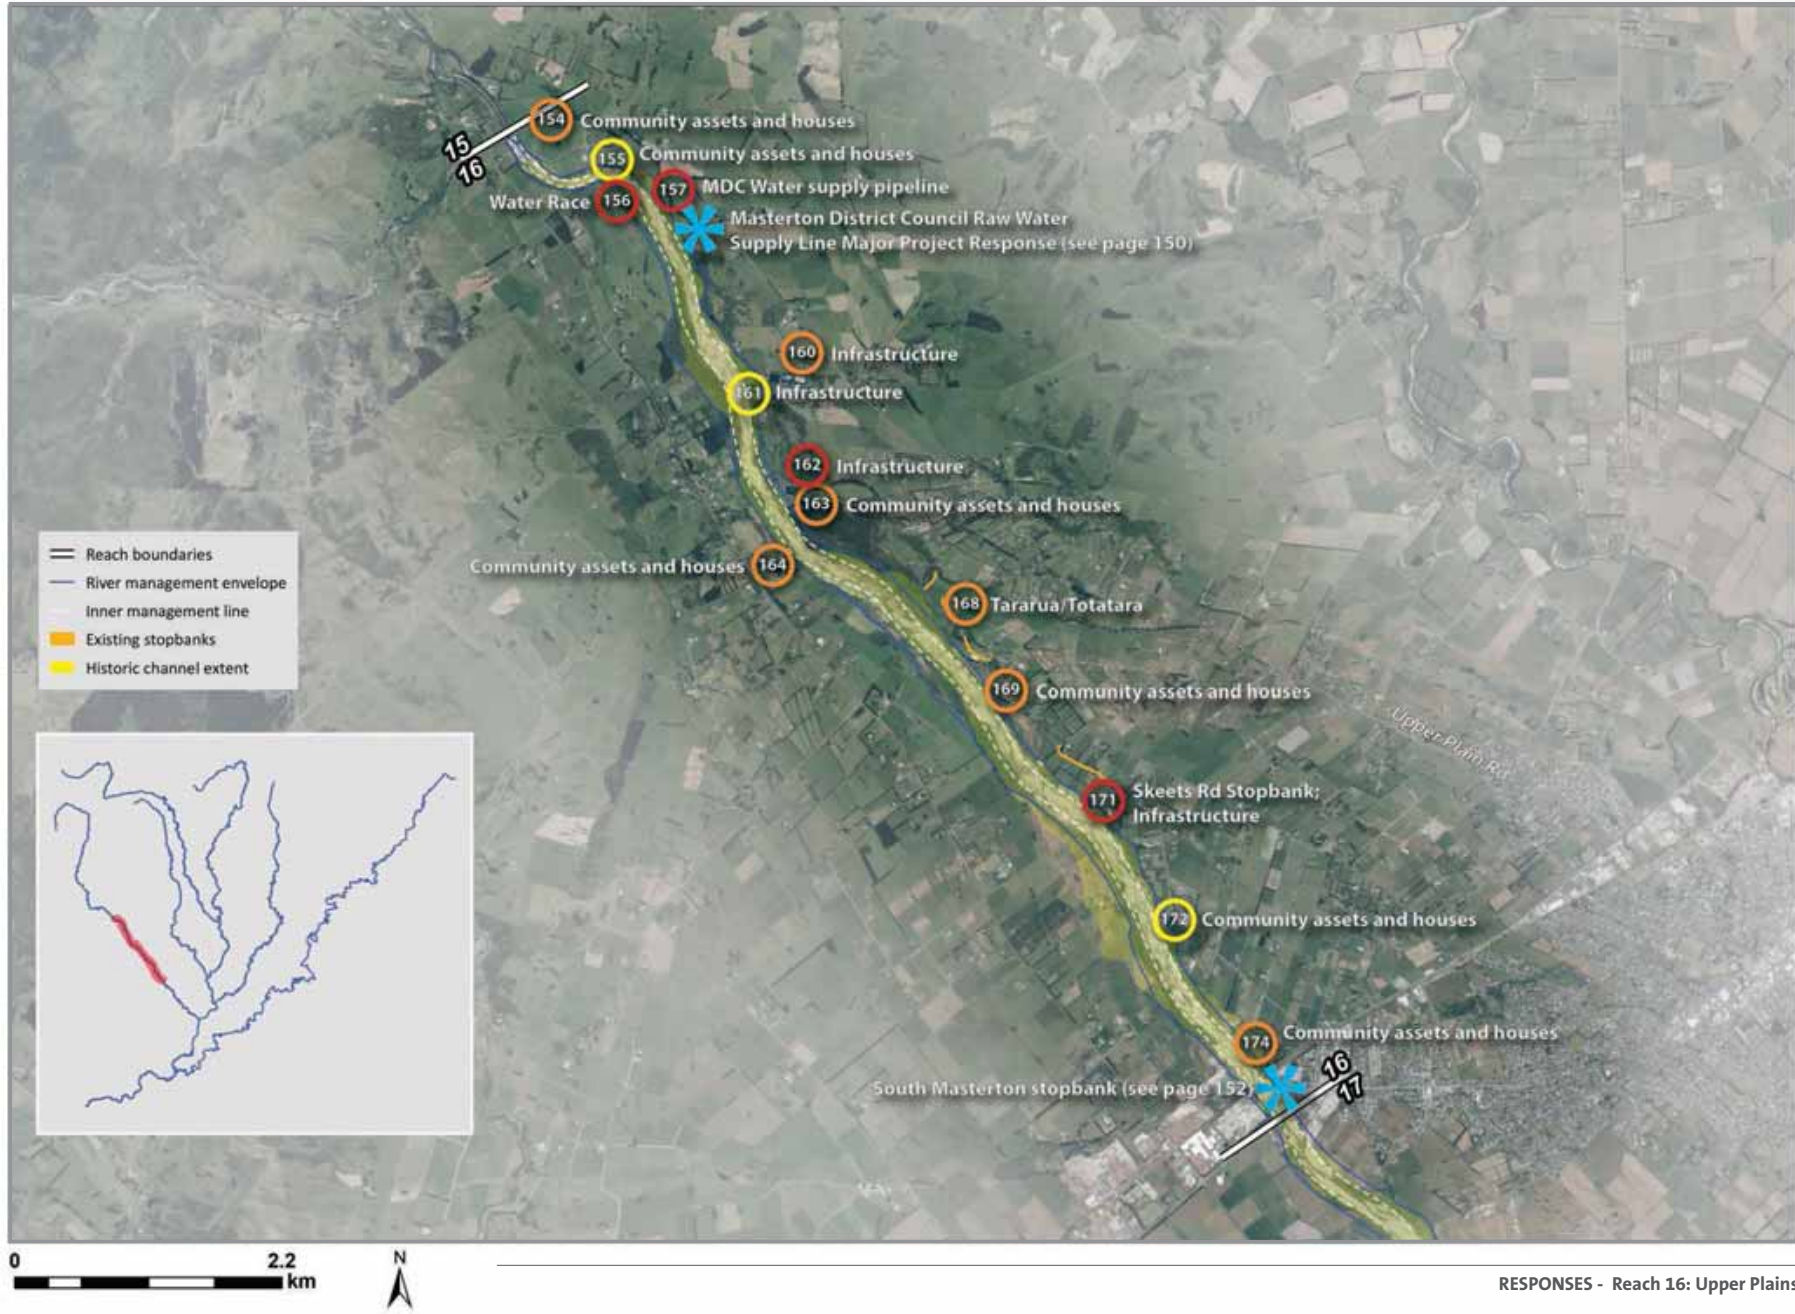 154 Community assets and houses
15
16
155 Community assets and houses
157 MDC Water supply pipeline
Water Race 156
Masterton District Council Raw Water
Supply Line Major Project Response (see page 150)
160 Infrastructure
161 Infrastructure
162 Infrastructure
163 Community assets and houses
Community assets and houses 164
168 Tararua/Totatara
169 Community assets and houses
Upper Plain Rd
171 Skeets Rd Stopbank;
Infrastructure
172 Community assets and houses
174 Community assets and houses
South Masterton stopbank (see page 152)
16
17
Reach boundaries
River management envelope
Inner management line
Existing stopbanks
Historic channel extent
0 2.2
km
N
RESPONSES - Reach 16: Upper Plains